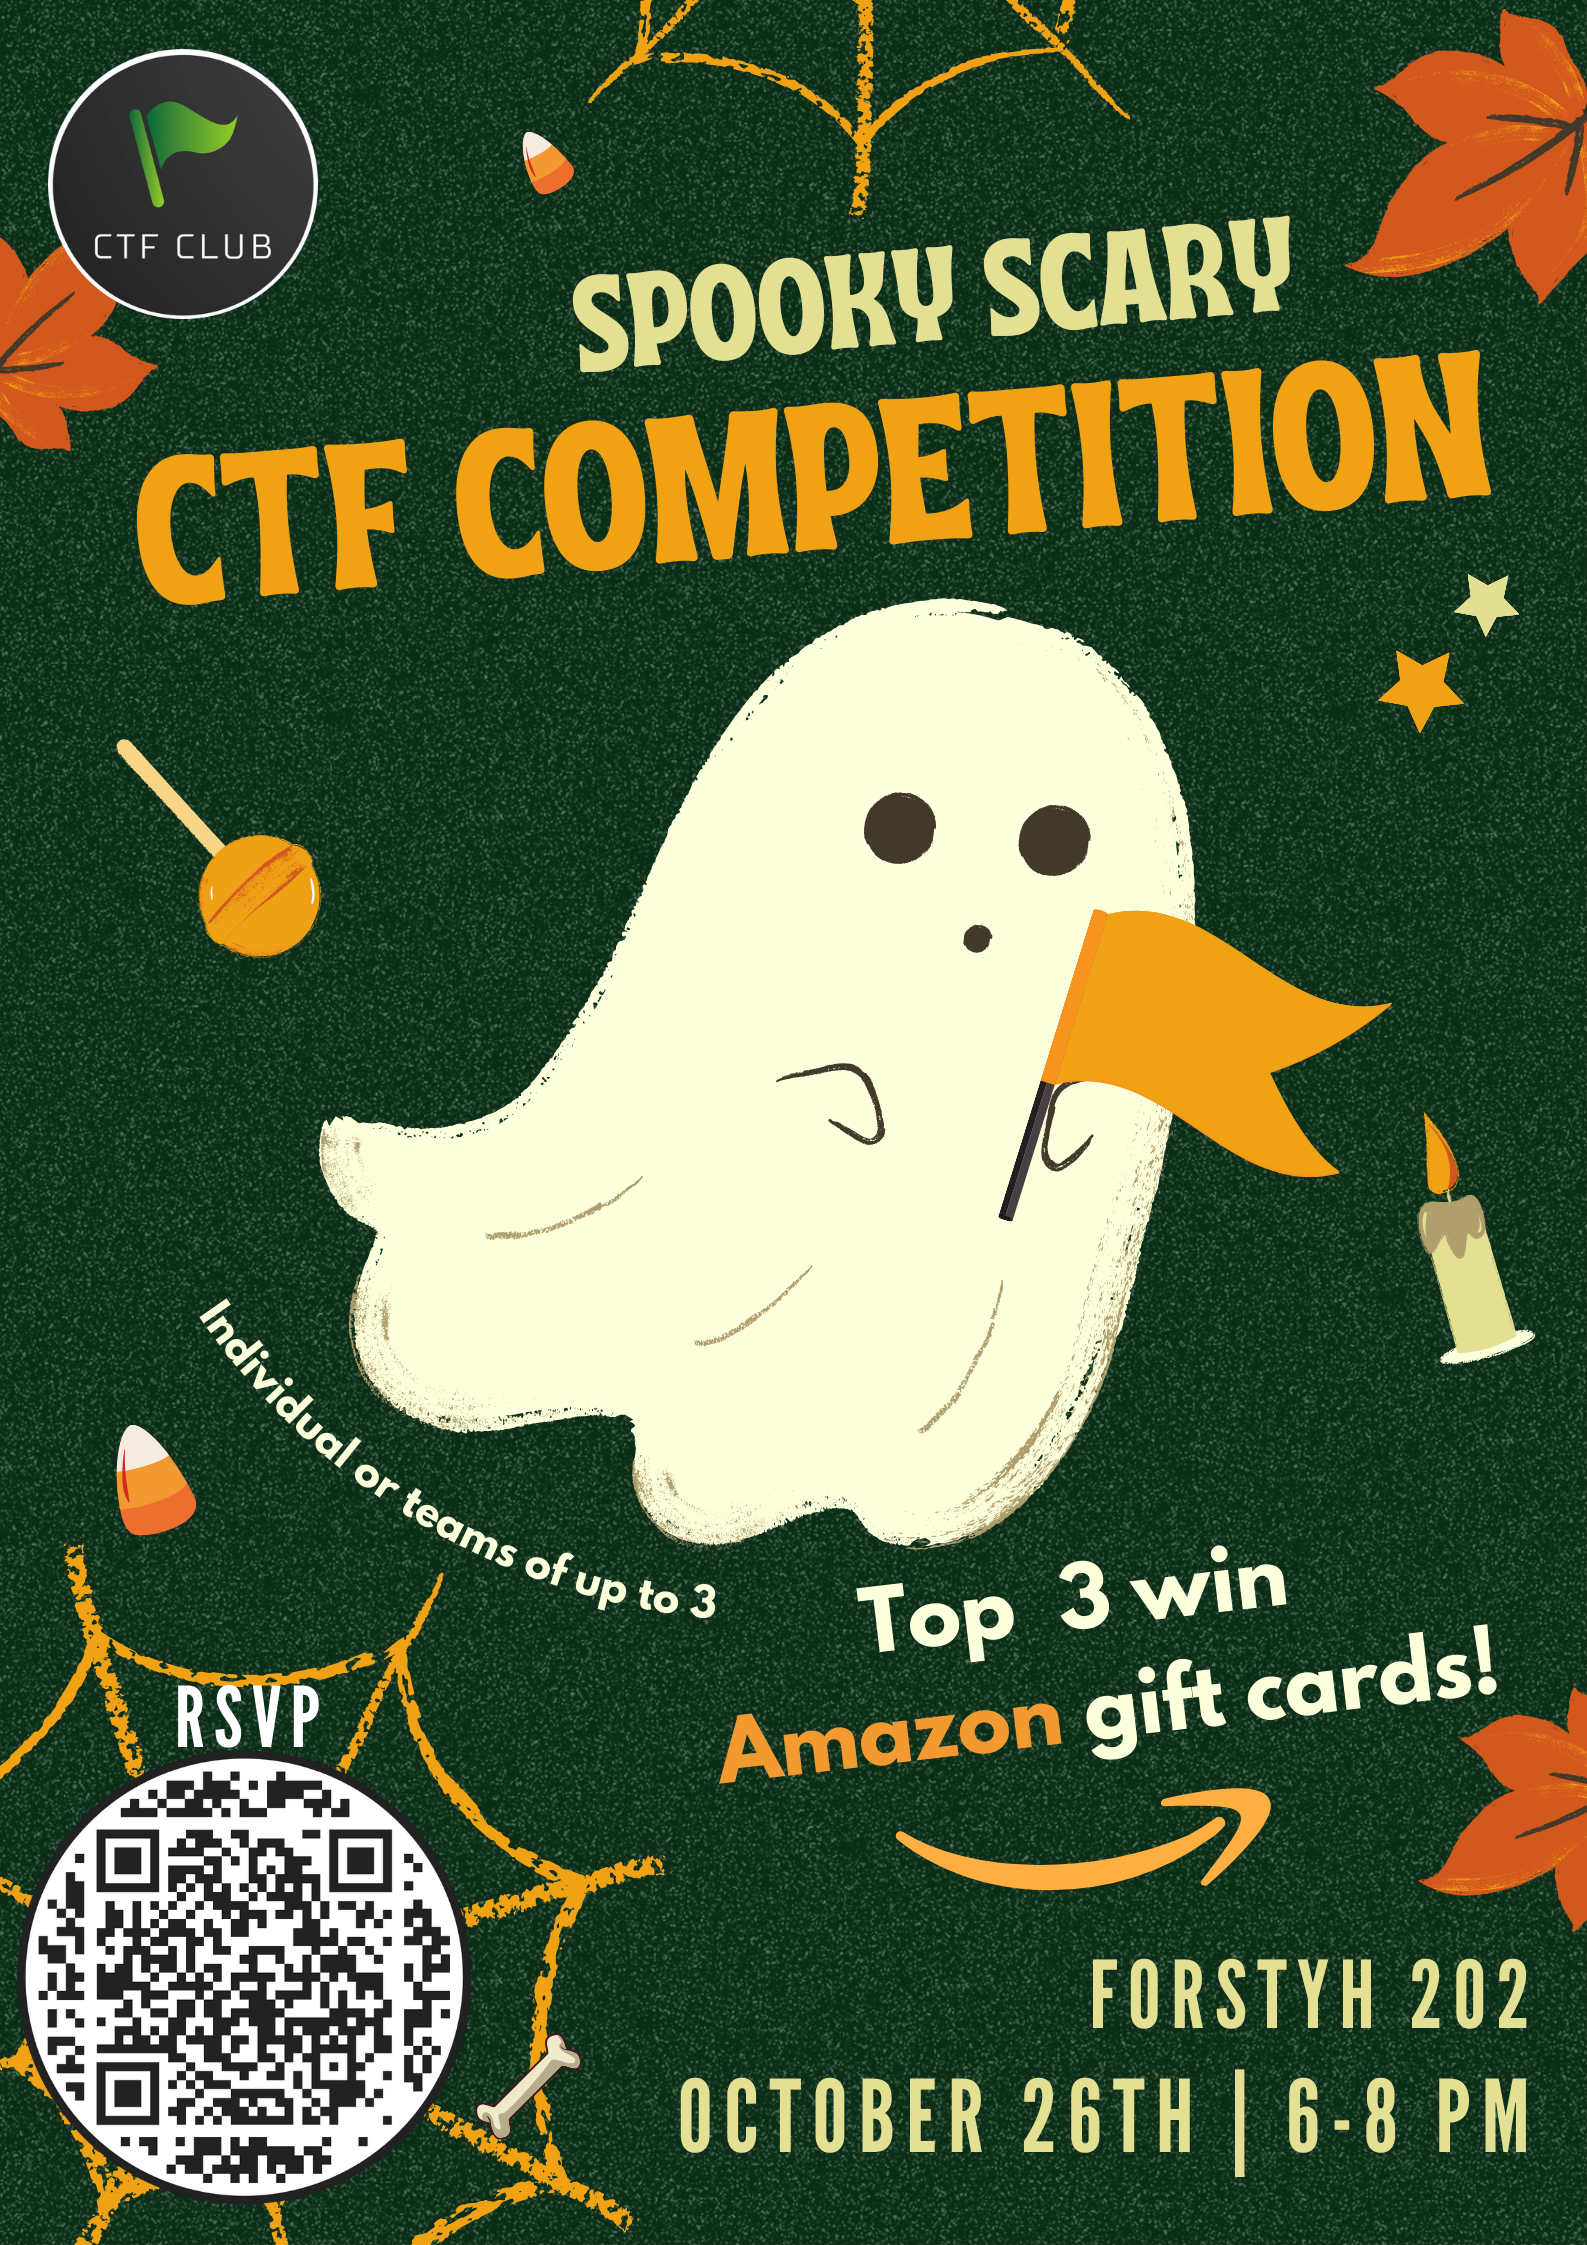 CTF CLUB
SPOOKY SCARY
CTF COMPETITION
Individual or teams of up to 3
Top 3 win
Amazon gift cards!
RSVP
FORSTYH 202
OCTOBER 26TH | 6-8 PM